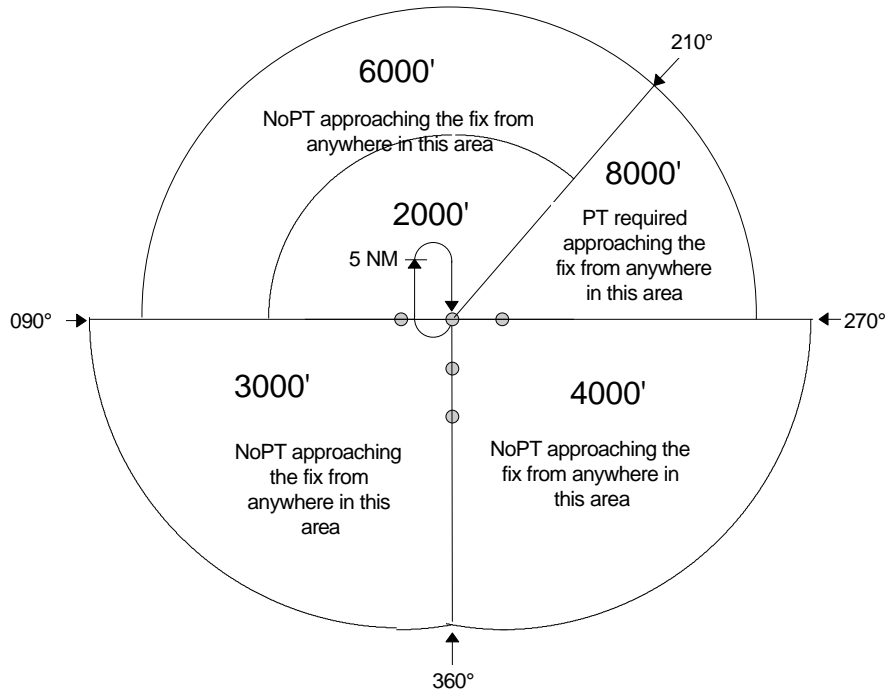 210°
6000'
NoPT approaching the fix from
anywhere in this area
8000'
PT required
approaching the
fix from anywhere
in this area
2000'
5 NM
090°
270°
3000'
NoPT approaching
the fix from
anywhere in this
area
4000'
NoPT approaching the
fix from anywhere in
this area
360°